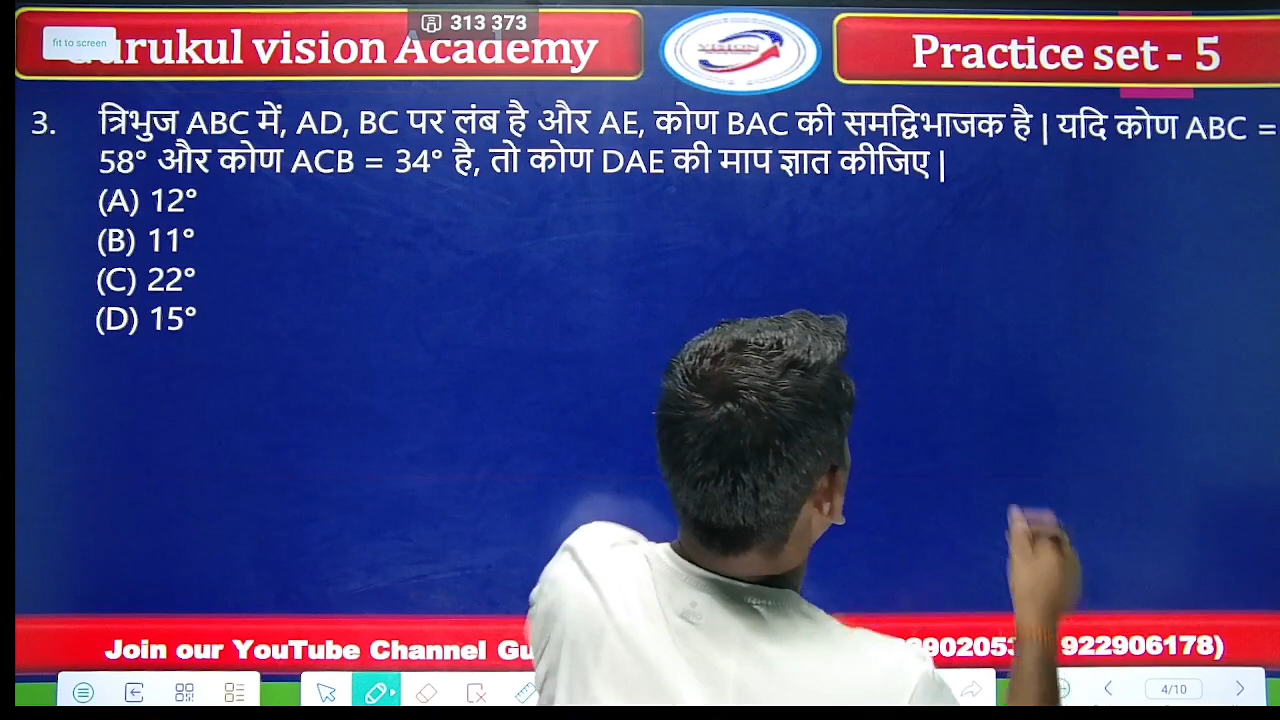 313 373
fit to screen
urukul vision Academy
VISION
Practice set - 5
3. त्रिभुज ABC में, AD, BC पर लंब है और AE, कोण BAC की समद्विभाजक है | यदि कोण ABC =
58° और कोण ACB = 34° है, तो कोण DAE की माप ज्ञात कीजिए |
(A) 12°
(B) 11°
(C) 22°
(D) 15°
Join our YouTube Channel Gu
922906178)
4/10